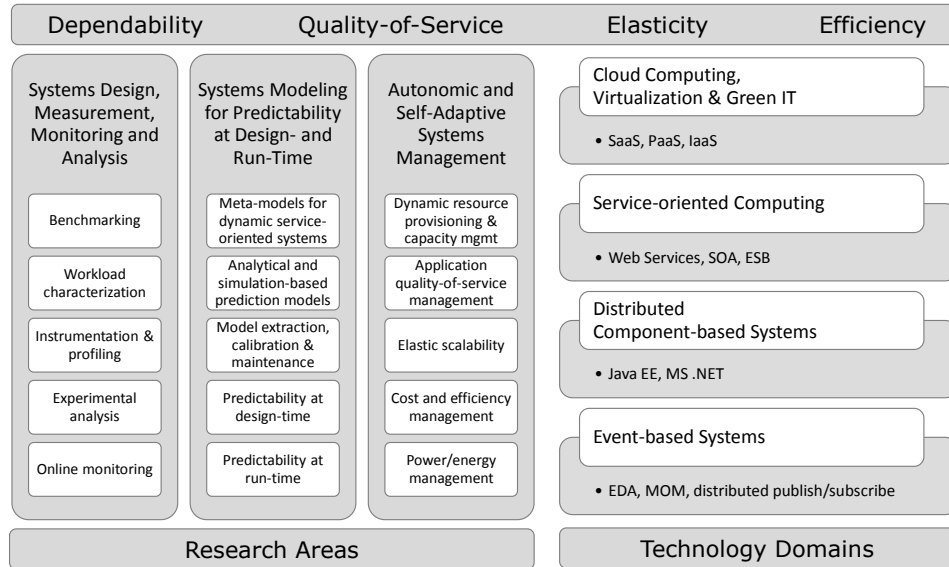 Dependability Quality-of-Service Elasticity Efficiency
Systems Design,
Measurement,
Monitoring and
Analysis
Benchmarking
Workload
characterization
Instrumentation &
profiling
Experimental
analysis
Online monitoring
Systems Modeling
for Predictability
at Design- and
Run-Time
Meta-models for
dynamic service-
oriented systems
Analytical and
simulation-based
prediction models
Model extraction,
calibration &
maintenance
Predictability at
design-time
Predictability at
run-time
Autonomic and
Self-Adaptive
Systems
Management
Dynamic resource
provisioning &
capacity mgmt
Application
quality-of-service
management
Elastic scalability
Cost and efficiency
management
Power/energy
management
Research Areas
Cloud Computing,
Virtualization & Green IT
• SaaS, PaaS, IaaS
Service-oriented Computing
• Web Services, SOA, ESB
Distributed
Component-based Systems
• Java EE, MS .NET
Event-based Systems
• EDA, MOM, distributed publish/subscribe
Technology Domains